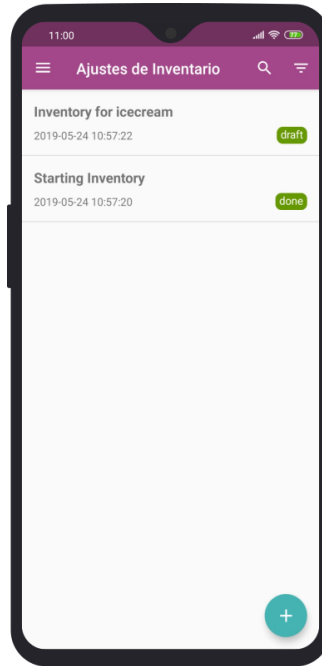 11:00
77
Ajustes de Inventario
Inventory for icecream
2019-05-24 10:57:22
draft
Starting Inventory
2019-05-24 10:57:20
done